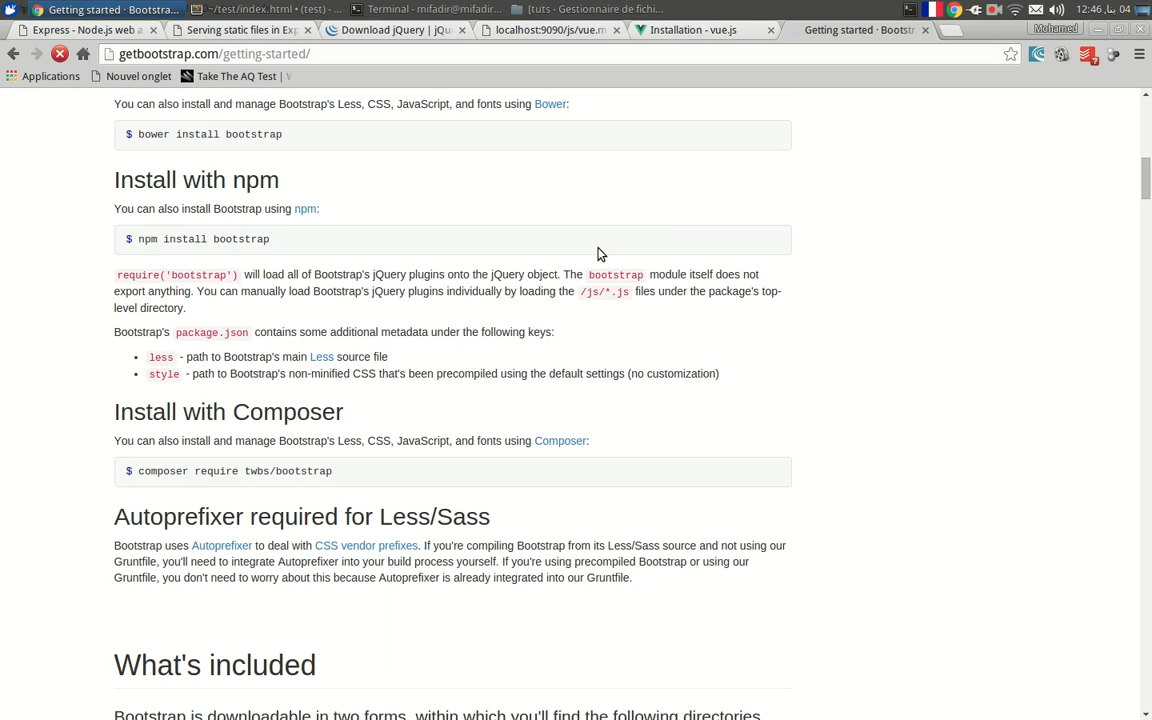 Getting started · Bootstra...
~/test/index.html • (test) - ...
Terminal - mifadir@mifadir...
[tuts - Gestionnaire de fichi...
12:46
04
Express - Node.js web a
Serving static files in Exp
Download jQuery | jQu
localhost:9090/js/vue.m
Installation - vue.js
Getting started · Bootstr
Mohamed
getbootstrap.com/getting-started/
Applications
Nouvel onglet
Take The AQ Test |
You can also install and manage Bootstrap's Less, CSS, JavaScript, and fonts using Bower:
$ bower install bootstrap
Install with npm
You can also install Bootstrap using npm:
$ npm install bootstrap
require('bootstrap') will load all of Bootstrap's jQuery plugins onto the jQuery object. The bootstrap module itself does not
export anything. You can manually load Bootstrap's jQuery plugins individually by loading the /js/*.js files under the package's top-
level directory.
Bootstrap's package.json contains some additional metadata under the following keys:
• less - path to Bootstrap's main Less source file
• style - path to Bootstrap's non-minified CSS that's been precompiled using the default settings (no customization)
Install with Composer
You can also install and manage Bootstrap's Less, CSS, JavaScript, and fonts using Composer:
$ composer require twbs/bootstrap
Autoprefixer required for Less/Sass
Bootstrap uses Autoprefixer to deal with CSS vendor prefixes. If you're compiling Bootstrap from its Less/Sass source and not using our
Gruntfile, you'll need to integrate Autoprefixer into your build process yourself. If you're using precompiled Bootstrap or using our
Gruntfile, you don't need to worry about this because Autoprefixer is already integrated into our Gruntfile.
What's included
Bootstrap is downloadable in two forms, within which you'll find the following directories